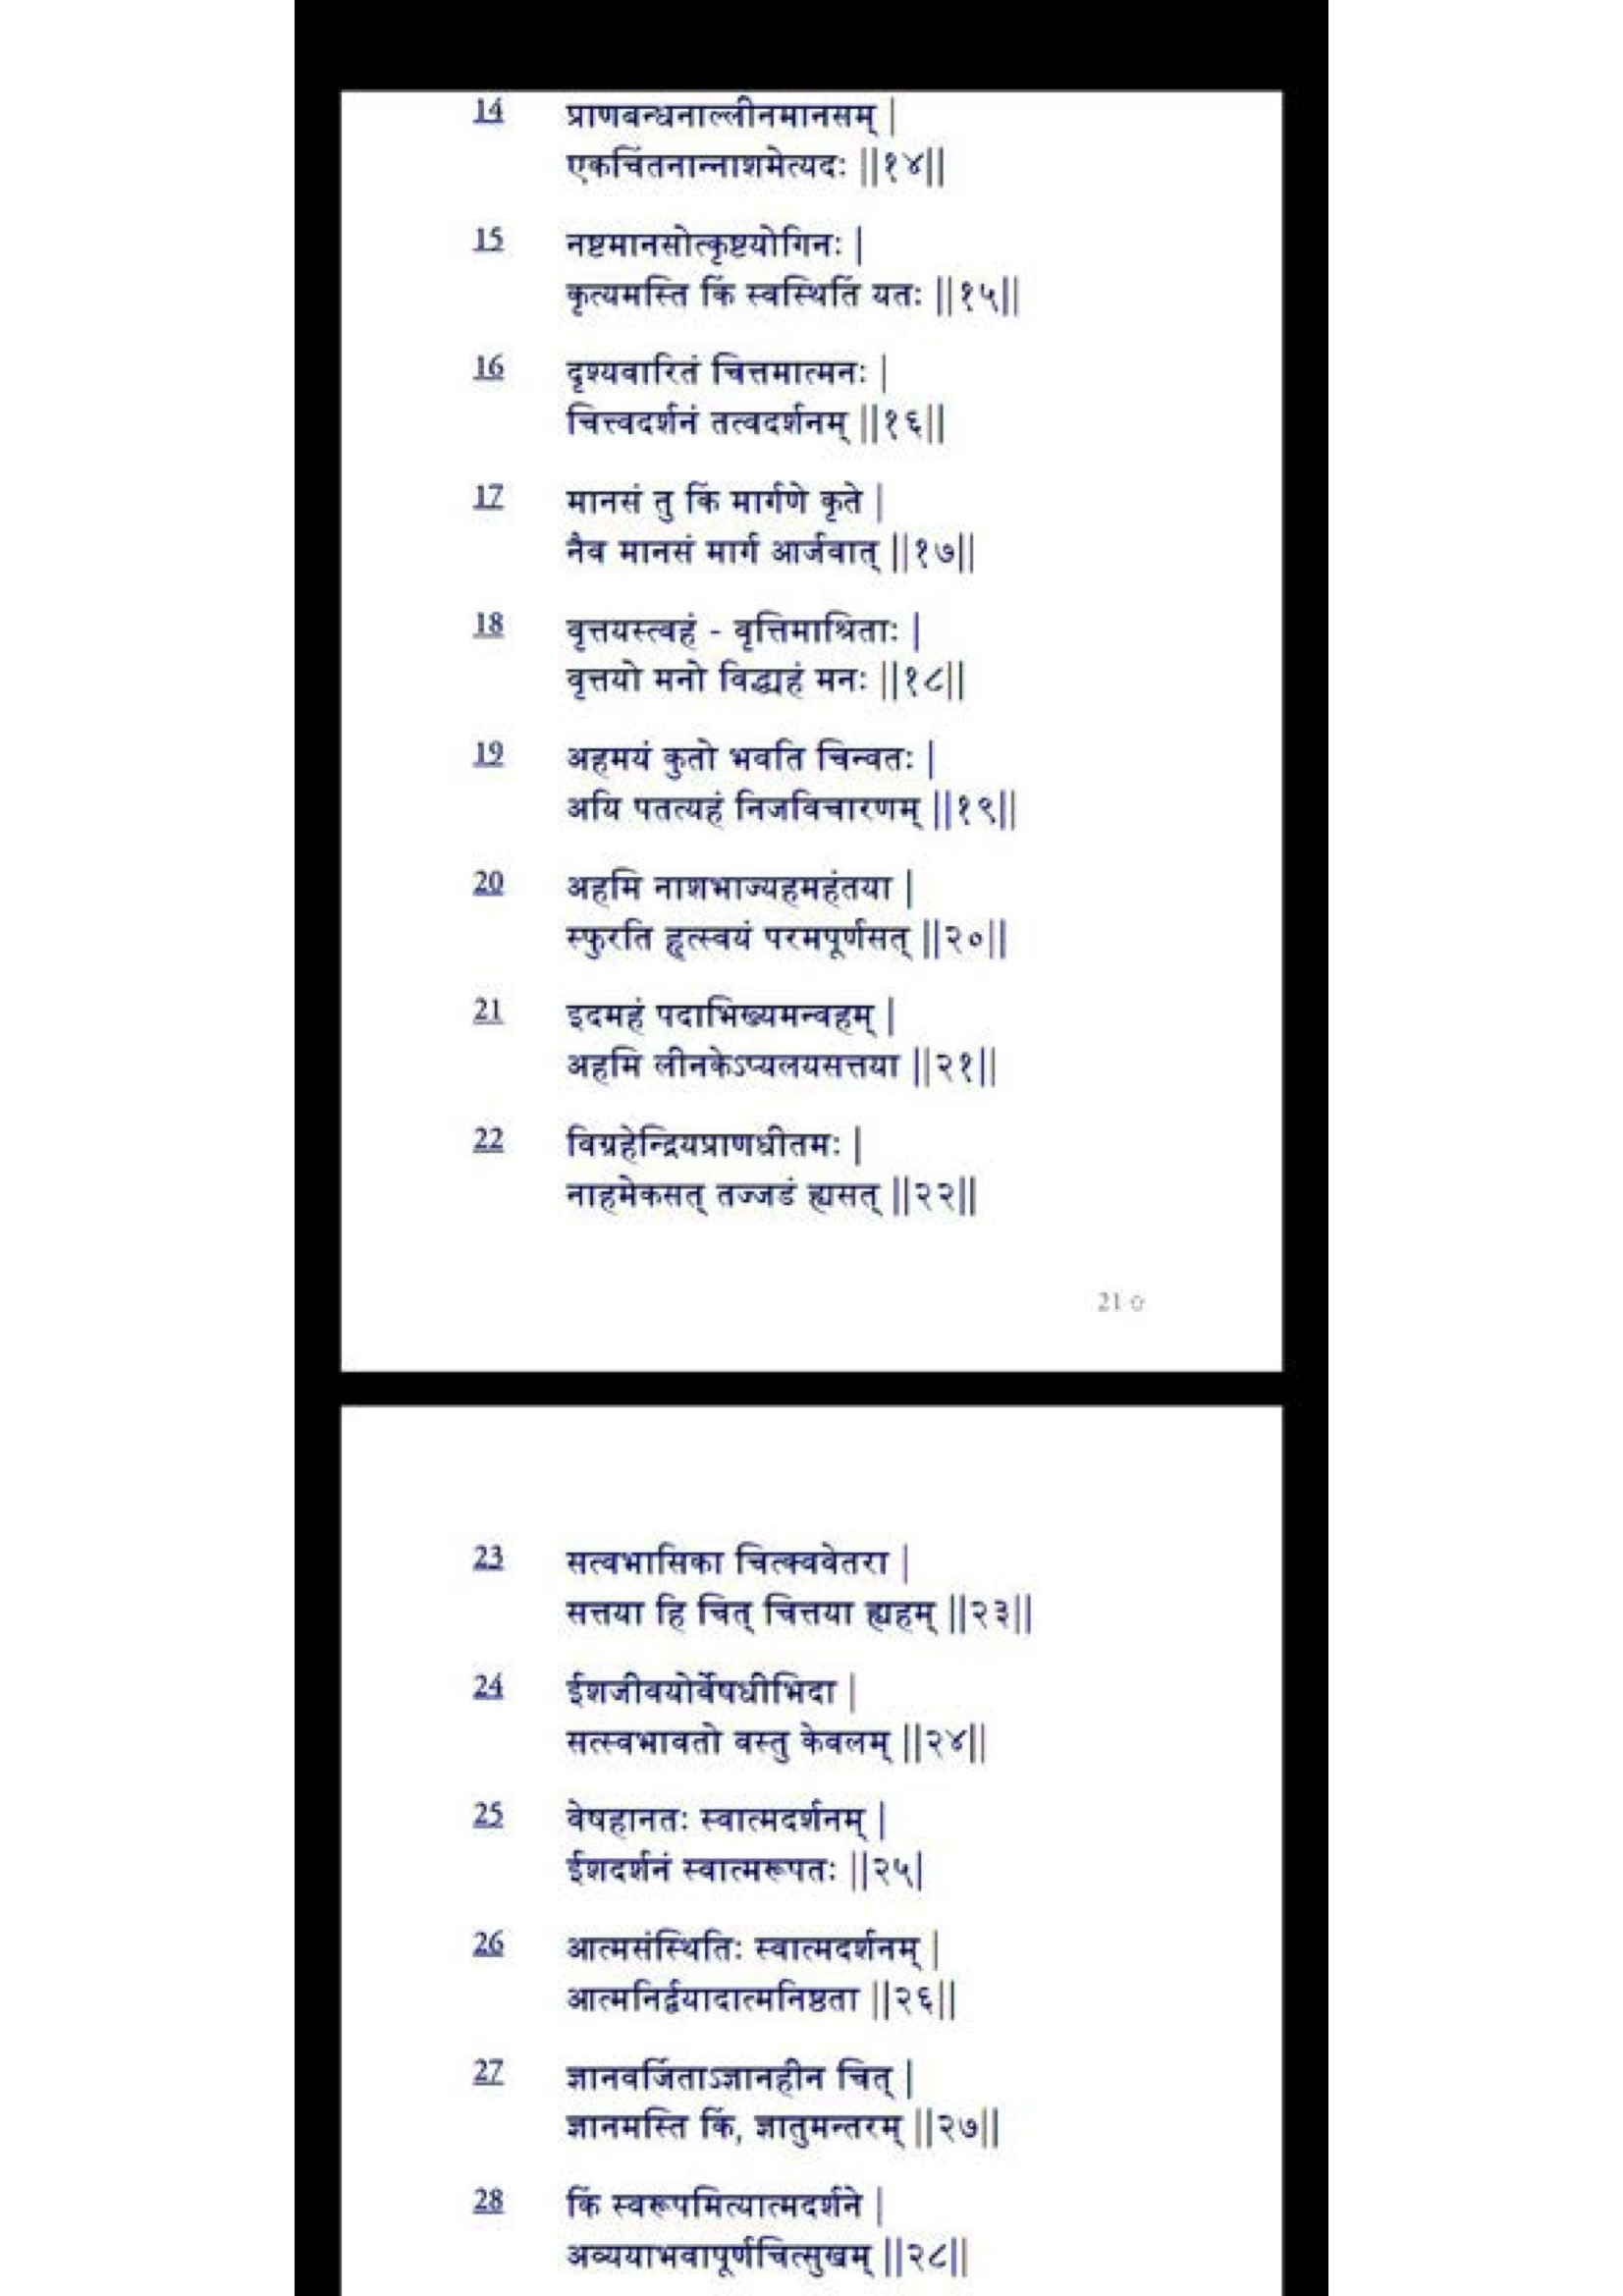 14 प्राणबन्धनाल्लीनमानसम् |
एकचिंतनान्नाशमेत्यदः ||१४||
15 नष्टमानसोत्कृष्टयोगिनः |
कृत्यमस्ति किं स्वस्थितिं यतः ||१५||
16 दृश्यवारितं चित्तमात्मनः |
चित्त्वदर्शनं तत्वदर्शनम् ||१६||
17 मानसं तु किं मार्गणे कृते |
नैव मानसं मार्ग आर्जवात् ||१७||
18 वृत्तयस्त्वहं - वृत्तिमाश्रिताः |
वृत्तयो मनो विद्ध्यहं मनः ||१८||
19 अहमयं कुतो भवति चिन्वतः |
अयि पतत्यहं निजविचारणम् ||१९||
20 अहमि नाशभाज्यहमहंतया |
स्फुरति हृत्स्वयं परमपूर्णसत् ||२०||
21 इदमहं पदाभिख्यमन्वहम् |
अहमि लीनकेऽप्यलयसत्तया ||२१||
22 विग्रहेन्द्रियप्राणधीतमः |
नाहमेकसत् तज्जडं ह्यसत् ||२२||
21 ०
23 सत्वभासिका चित्क्ववेतरा |
सत्तया हि चित् चित्तया ह्यहम् ||२३||
24 ईशजीवयोर्वेषधीभिदा |
सत्स्वभावतो वस्तु केवलम् ||२४||
25 वेषहानतः स्वात्मदर्शनम् |
ईशदर्शनं स्वात्मरूपतः ||२५|
26 आत्मसंस्थितिः स्वात्मदर्शनम् |
आत्मनिर्द्वयादात्मनिष्ठता ||२६||
27 ज्ञानवर्जिताऽज्ञानहीन चित् |
ज्ञानमस्ति किं, ज्ञातुमन्तरम् ||२७||
28 किं स्वरूपमित्यात्मदर्शने |
अव्ययाभवापूर्णचित्सुखम् ||२८||